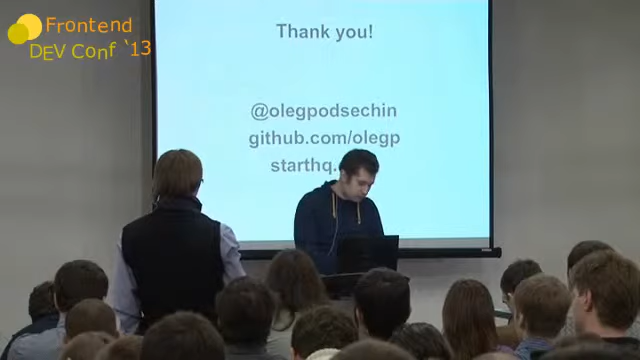 Frontend
DEV Conf '13
Thank you!
@olegpodsechin
github.com/olegp
starthq.